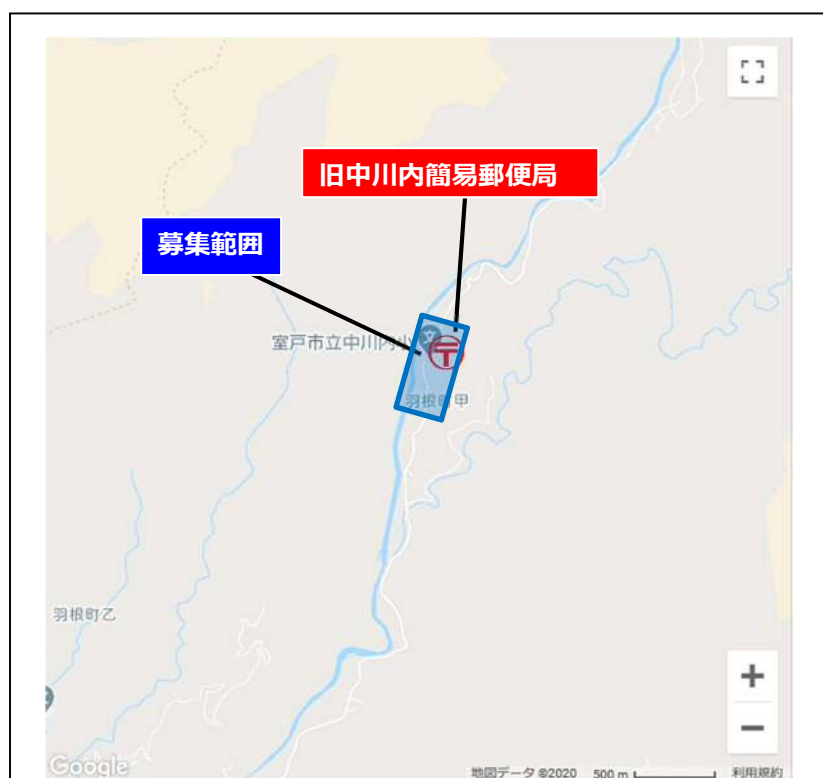 旧中川内簡易郵便局
募集範囲
室戸市立中川内小
羽根町甲
羽根町乙
Google
地図データ ©2020 500 m 利用規約